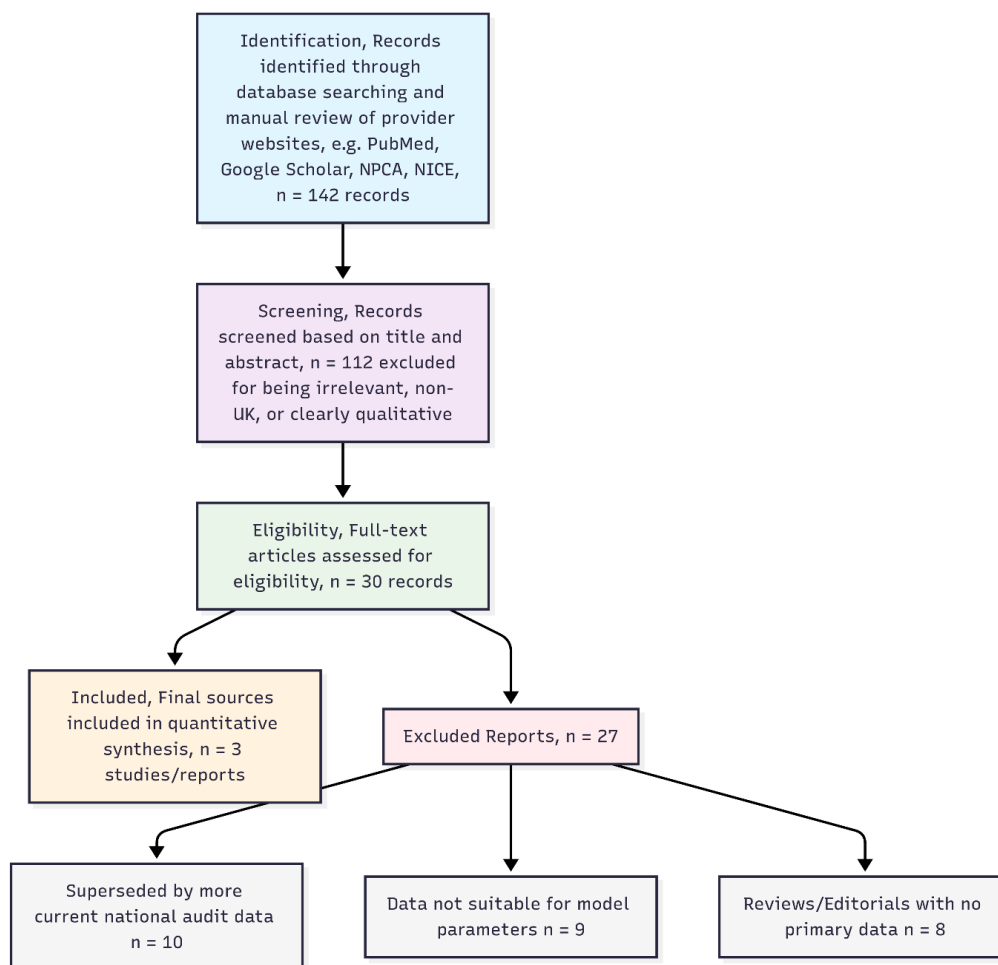 Identification, Records
identified through
database searching and
manual review of provider
websites, e.g. PubMed,
Google Scholar, NPCA, NICE,
n = 142 records
Screening, Records
screened based on title and
abstract, n = 112 excluded
for being irrelevant, non-
UK, or clearly qualitative
Eligibility, Full-text
articles assessed for
eligibility, n = 30 records
Included, Final sources
included in quantitative
synthesis, n = 3
studies/reports
Excluded Reports, n = 27
Superseded by more
current national audit data
n = 10
Data not suitable for model
parameters n = 9
Reviews/Editorials with no
primary data n = 8